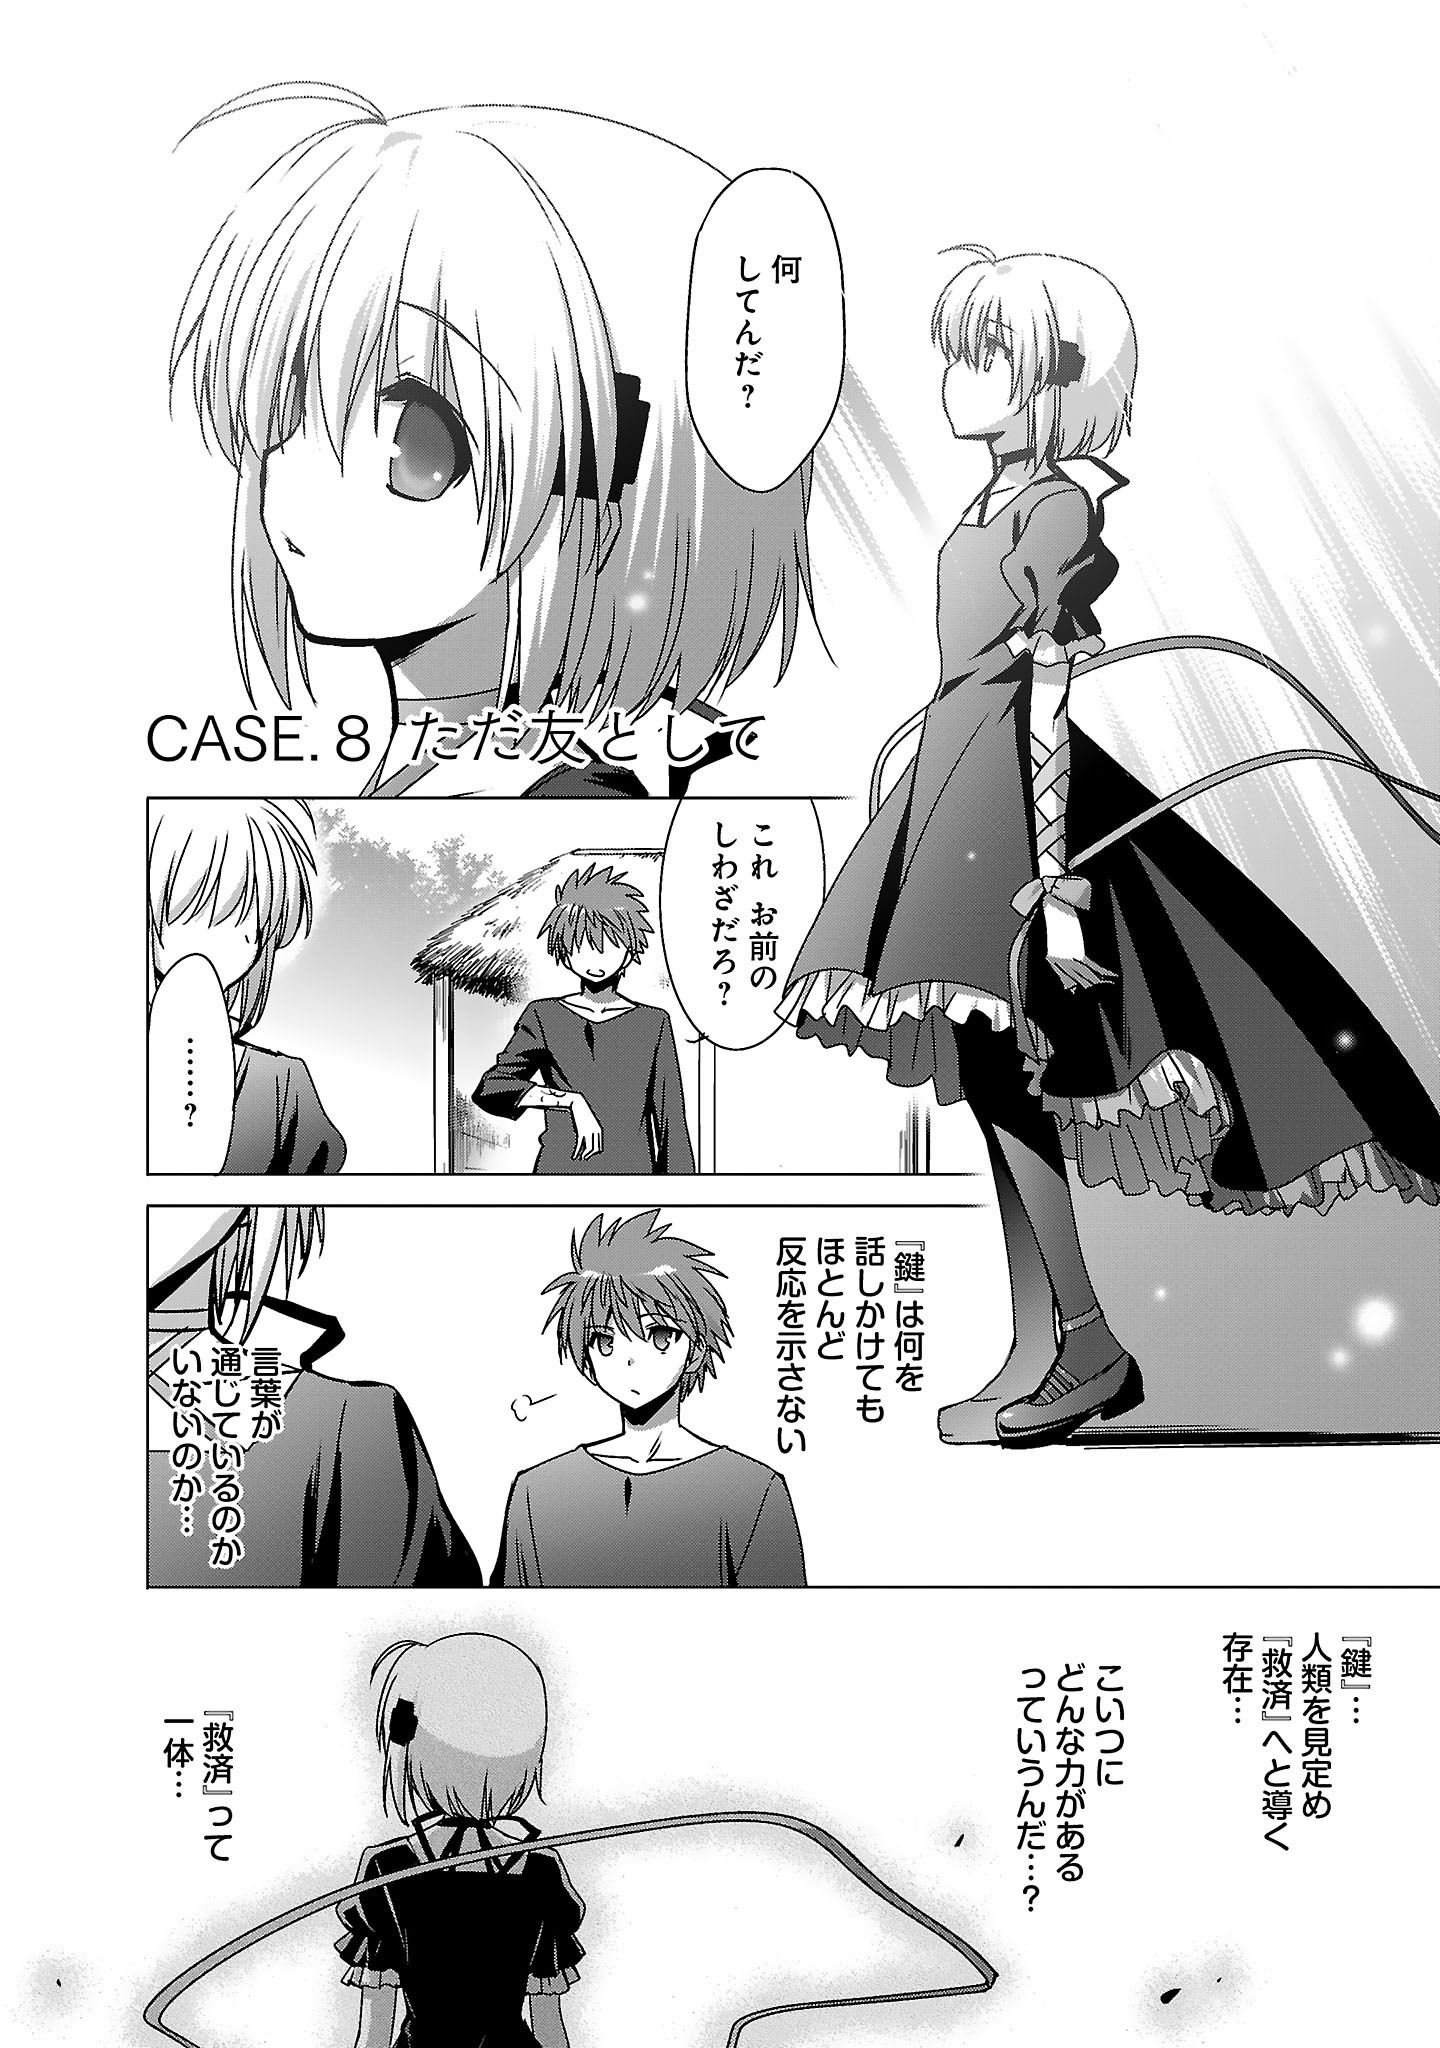 何
してんだ?
CASE. 8 ただ友として
これ お前の
しわざだろ?
……?
『鍵』は何を
話しかけても
ほとんど
反応を示さない
言葉が
通じているのか
いないのか…
『鍵』…
人類を見定め
『救済』へと導く
存在…
こいつに
どんな力がある
っていうんだ…?
『救済』って
一体…